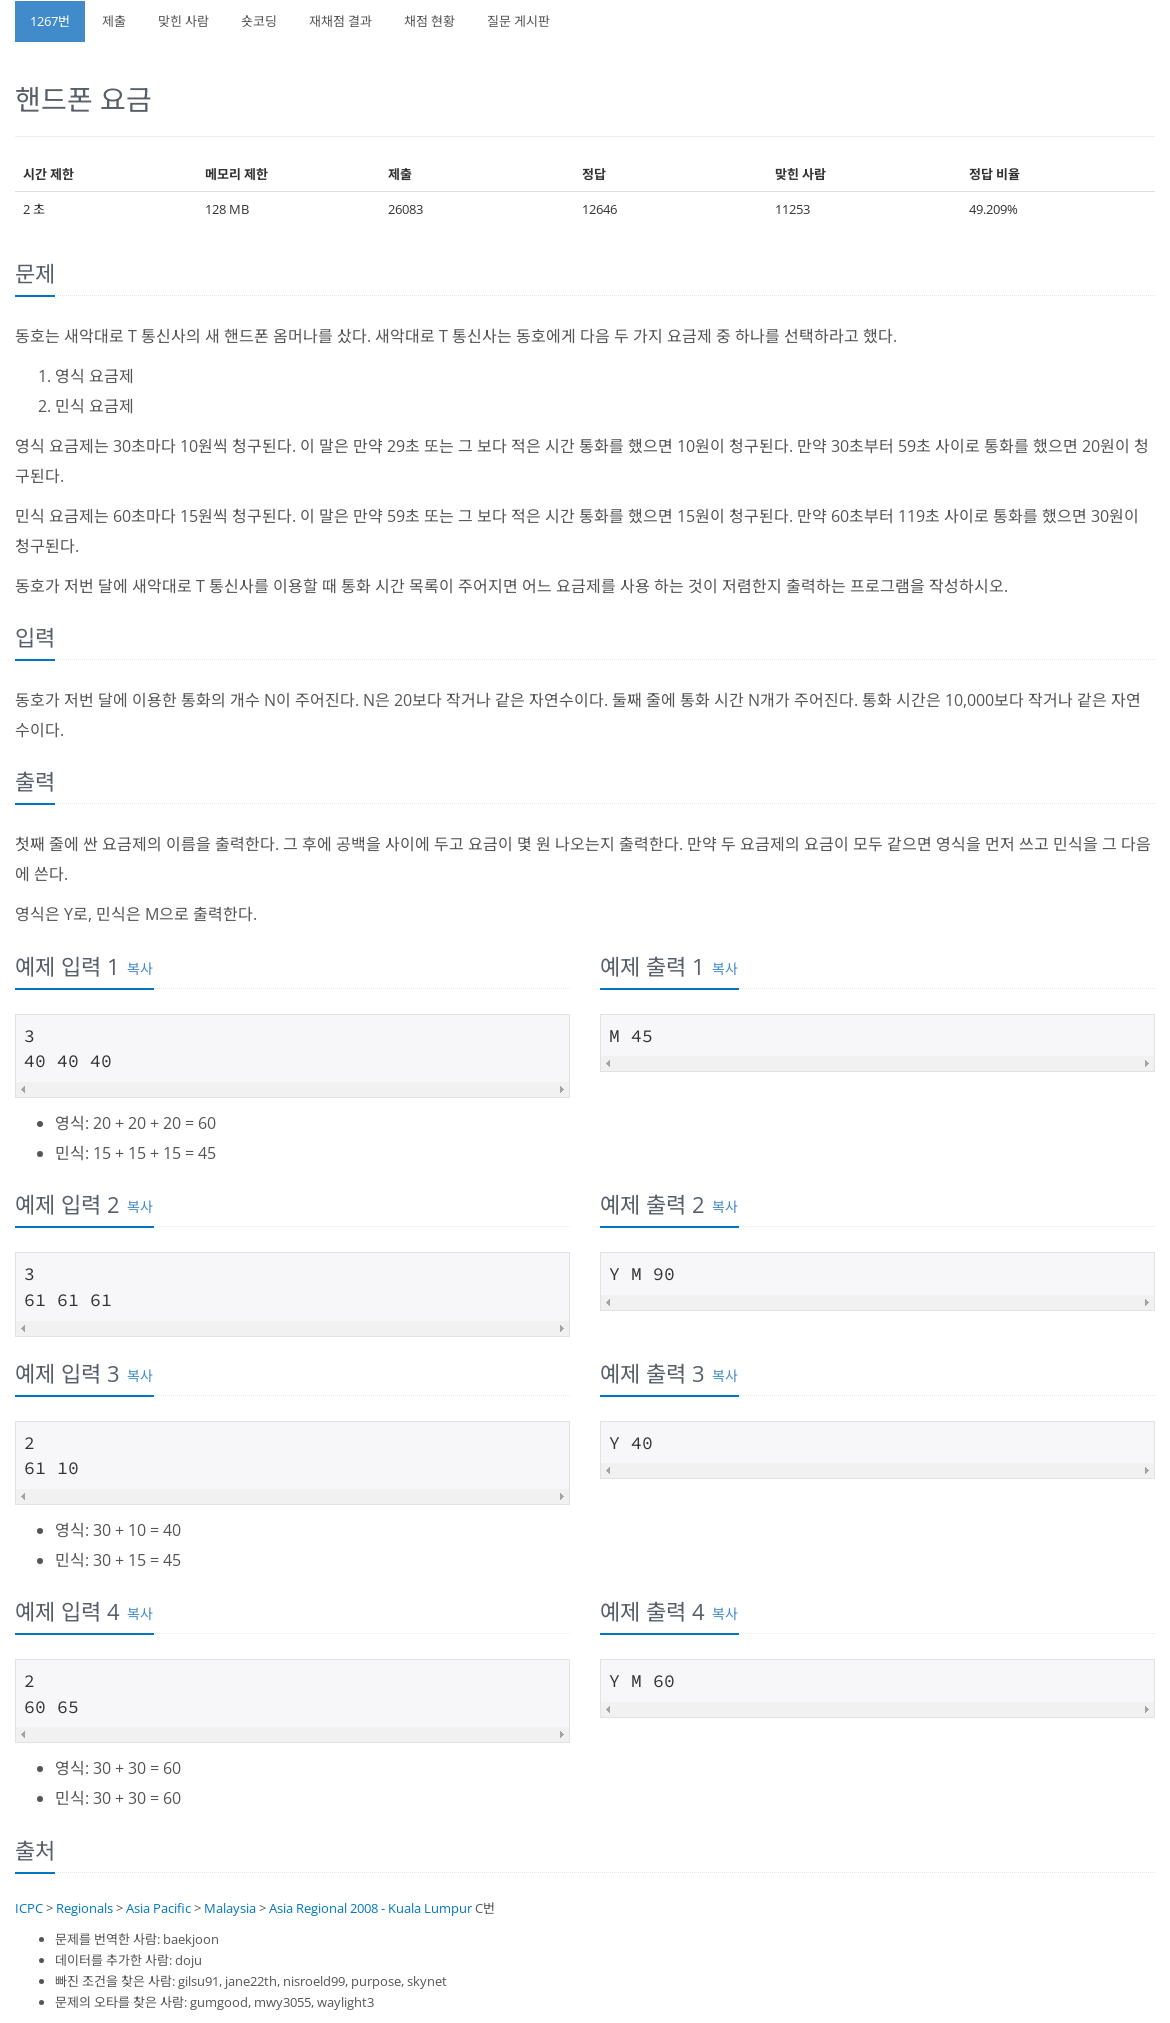 1267번 제출 맞힌 사람 숏코딩 재채점 결과 채점 현황 질문 게시판
핸드폰 요금
시간 제한 메모리 제한 제출 정답 맞힌 사람 정답 비율
2 초 128 MB 26083 12646 11253 49.209%
문제
동호는 새악대로 T 통신사의 새 핸드폰 옴머나를 샀다. 새악대로 T 통신사는 동호에게 다음 두 가지 요금제 중 하나를 선택하라고 했다.
1. 영식 요금제
2. 민식 요금제
영식 요금제는 30초마다 10원씩 청구된다. 이 말은 만약 29초 또는 그 보다 적은 시간 통화를 했으면 10원이 청구된다. 만약 30초부터 59초 사이로 통화를 했으면 20원이 청
구된다.
민식 요금제는 60초마다 15원씩 청구된다. 이 말은 만약 59초 또는 그 보다 적은 시간 통화를 했으면 15원이 청구된다. 만약 60초부터 119초 사이로 통화를 했으면 30원이
청구된다.
동호가 저번 달에 새악대로 T 통신사를 이용할 때 통화 시간 목록이 주어지면 어느 요금제를 사용 하는 것이 저렴한지 출력하는 프로그램을 작성하시오.
입력
동호가 저번 달에 이용한 통화의 개수 N이 주어진다. N은 20보다 작거나 같은 자연수이다. 둘째 줄에 통화 시간 N개가 주어진다. 통화 시간은 10,000보다 작거나 같은 자연
수이다.
출력
첫째 줄에 싼 요금제의 이름을 출력한다. 그 후에 공백을 사이에 두고 요금이 몇 원 나오는지 출력한다. 만약 두 요금제의 요금이 모두 같으면 영식을 먼저 쓰고 민식을 그 다음
에 쓴다.
영식은 Y로, 민식은 M으로 출력한다.
예제 입력 1 복사
3
40 40 40
예제 출력 1 복사
M 45
영식: 20 + 20 + 20 = 60
민식: 15 + 15 + 15 = 45
예제 입력 2 복사
3
61 61 61
예제 출력 2 복사
Y M 90
예제 입력 3 복사
2
61 10
예제 출력 3 복사
Y 40
영식: 30 + 10 = 40
민식: 30 + 15 = 45
예제 입력 4 복사
2
60 65
예제 출력 4 복사
Y M 60
영식: 30 + 30 = 60
민식: 30 + 30 = 60
출처
ICPC > Regionals > Asia Pacific > Malaysia > Asia Regional 2008 - Kuala Lumpur C번
문제를 번역한 사람: baekjoon
데이터를 추가한 사람: doju
빠진 조건을 찾은 사람: gilsu91, jane22th, nisroeld99, purpose, skynet
문제의 오타를 찾은 사람: gumgood, mwy3055, waylight3